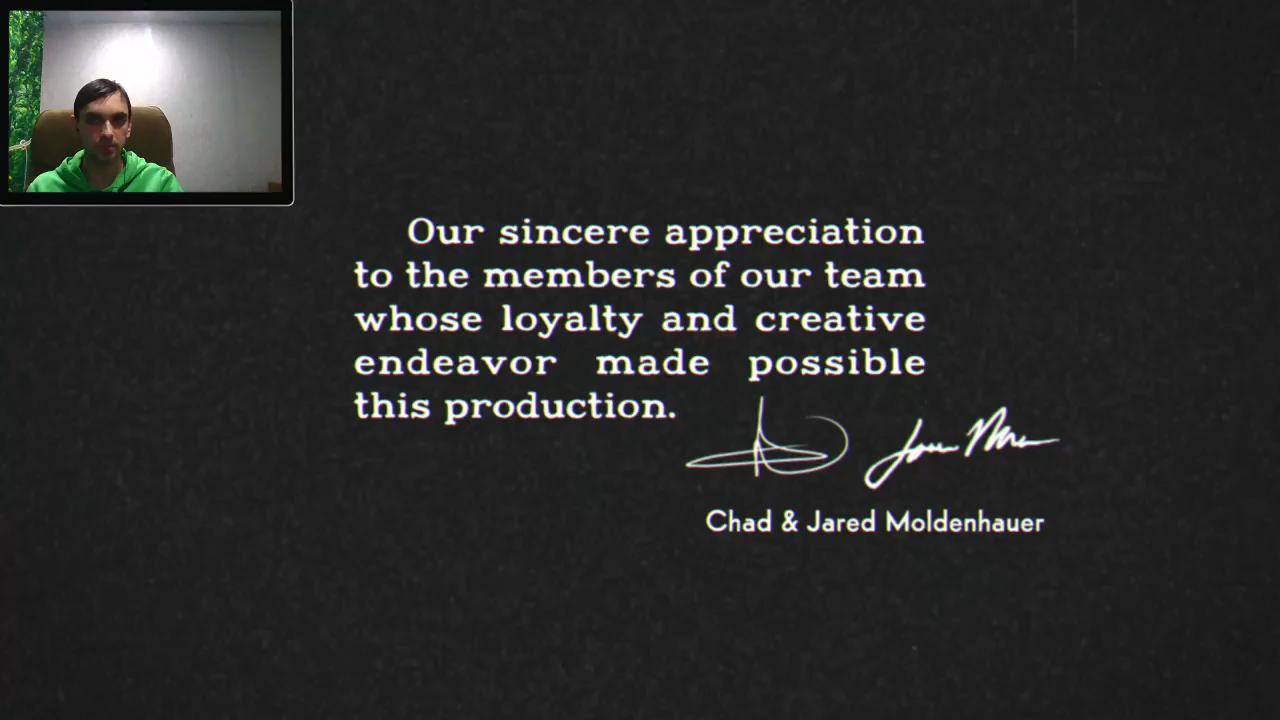 Our sincere appreciation
to the members of our team
whose loyalty and creative
endeavor made possible
this production.
Chad & Jared Moldenhauer